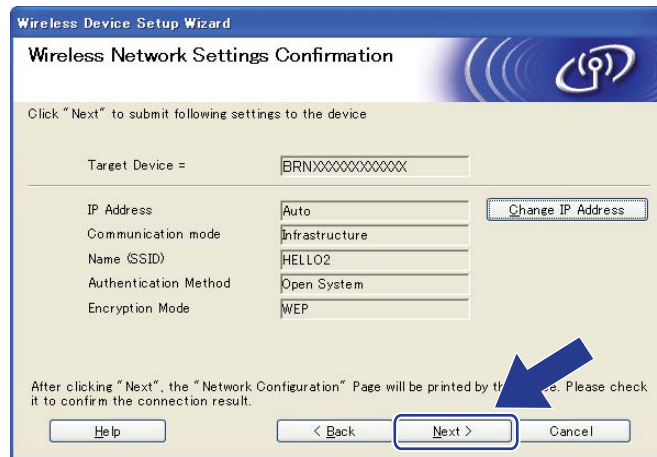 Wireless Device Setup Wizard
Wireless Network Settings Confirmation
Click "Next" to submit following settings to the device
Target Device = BRNXXXXXXXXXXXX
IP Address Auto Change IP Address
Communication mode Infrastructure
Name (SSID) HELLO2
Authentication Method Open System
Encryption Mode WEP
After clicking "Next", the "Network Configuration" Page will be printed by Please check
it to confirm the connection result.
Help < Back Next > Cancel